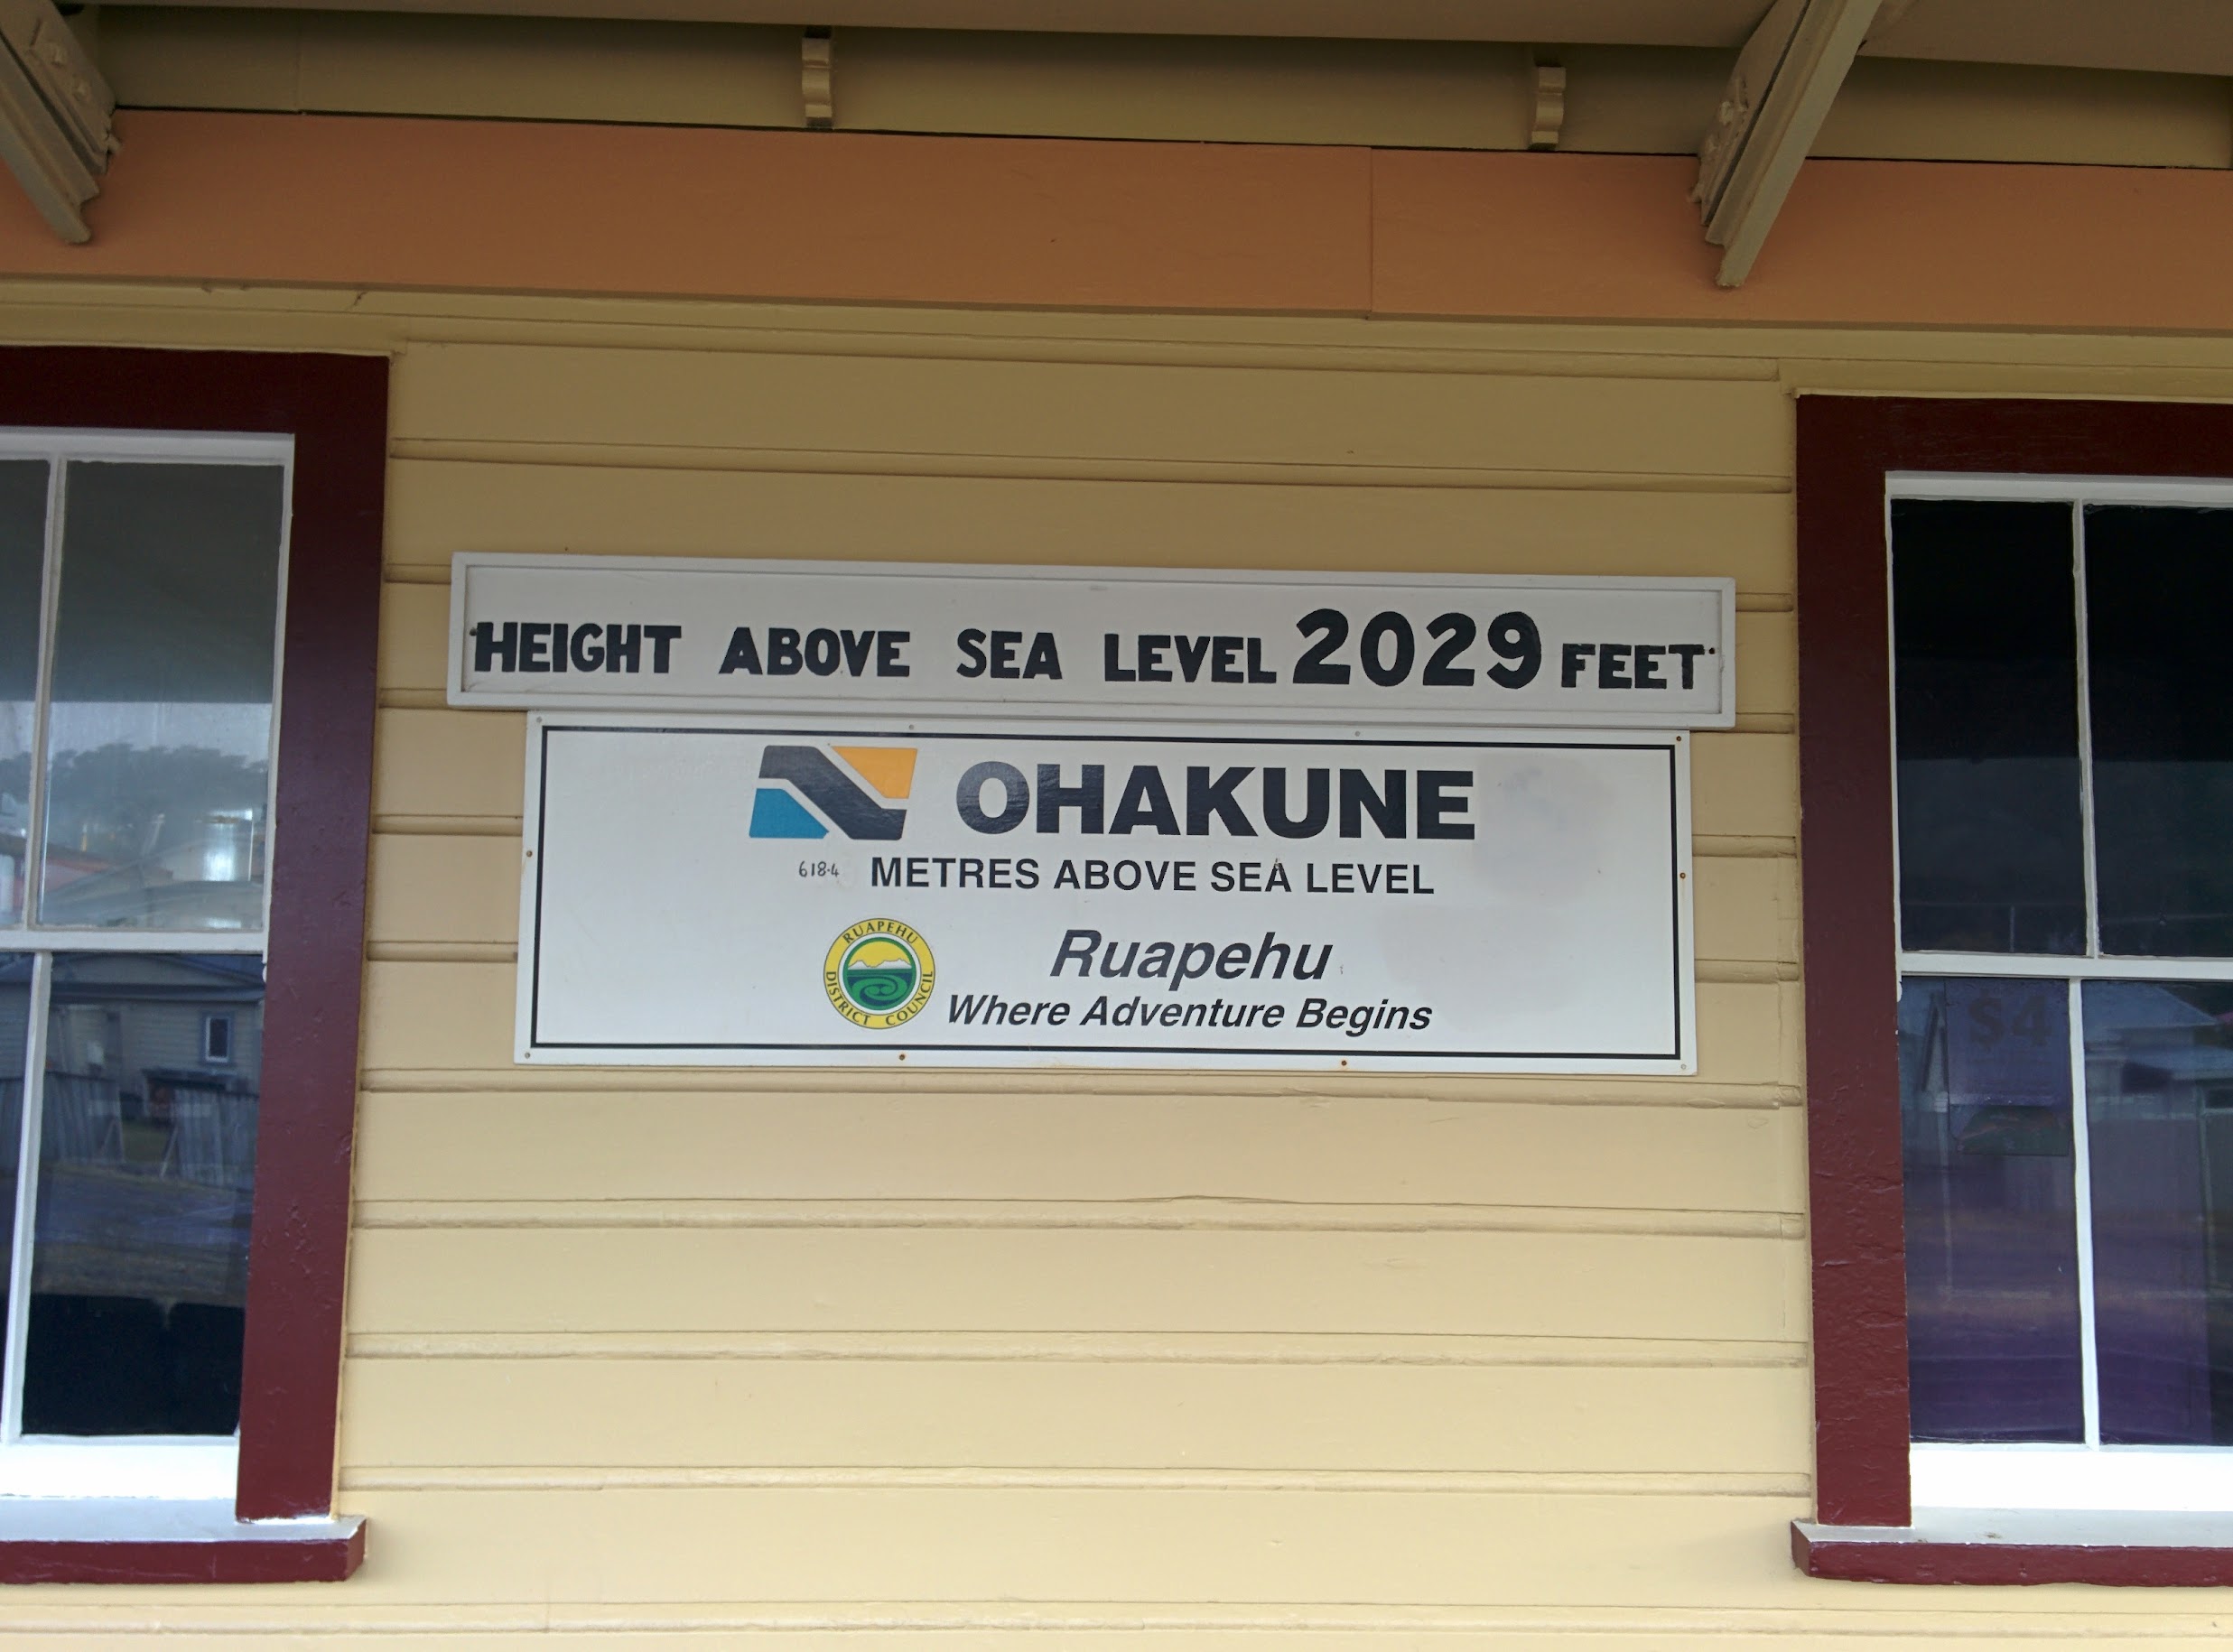 HEIGHT ABOVE SEA LEVEL 2029 FEET
OHAKUNE
618.4 METRES ABOVE SEA LEVEL
RUAPEHU DISTRICT COUNCIL
Ruapehu
Where Adventure Begins
$4